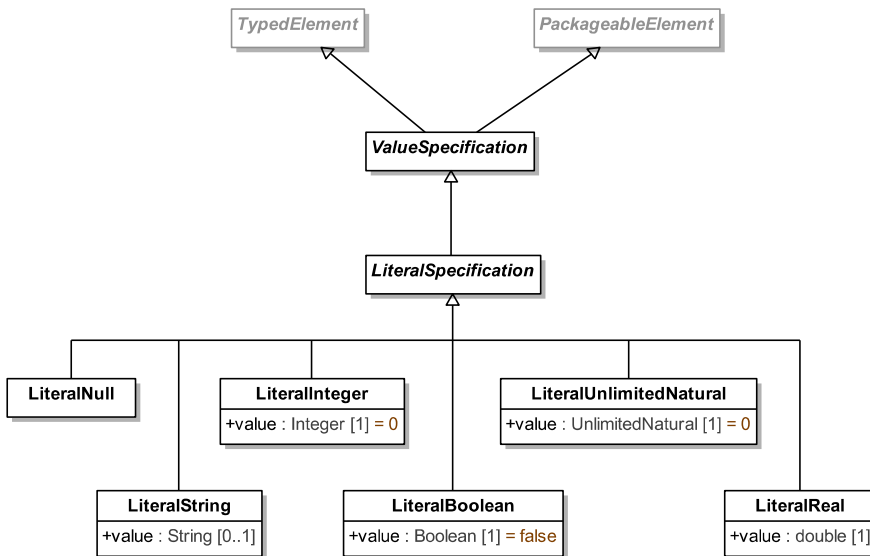 TypedElement
PackageableElement
ValueSpecification
LiteralSpecification
LiteralNull
LiteralInteger
+value : Integer [1] = 0
LiteralUnlimitedNatural
+value : UnlimitedNatural [1] = 0
LiteralString
+value : String [0..1]
LiteralBoolean
+value : Boolean [1] = false
LiteralReal
+value : double [1]